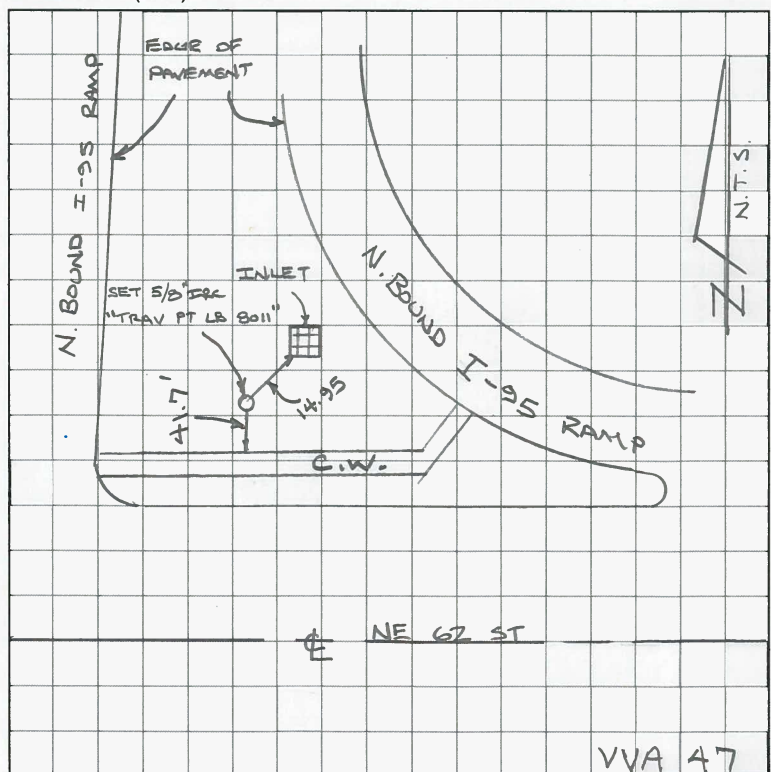 EDGE OF
PAVEMENT
N. BOUND I-95 RAMP
N.T.S.
N
INLET
SET 5/8" IRC
"TRAV PT LB 8011"
N. BOUND I-95 RAMP
14.95
41.7'
C.W.
℄ NE 62 ST
VVA 47